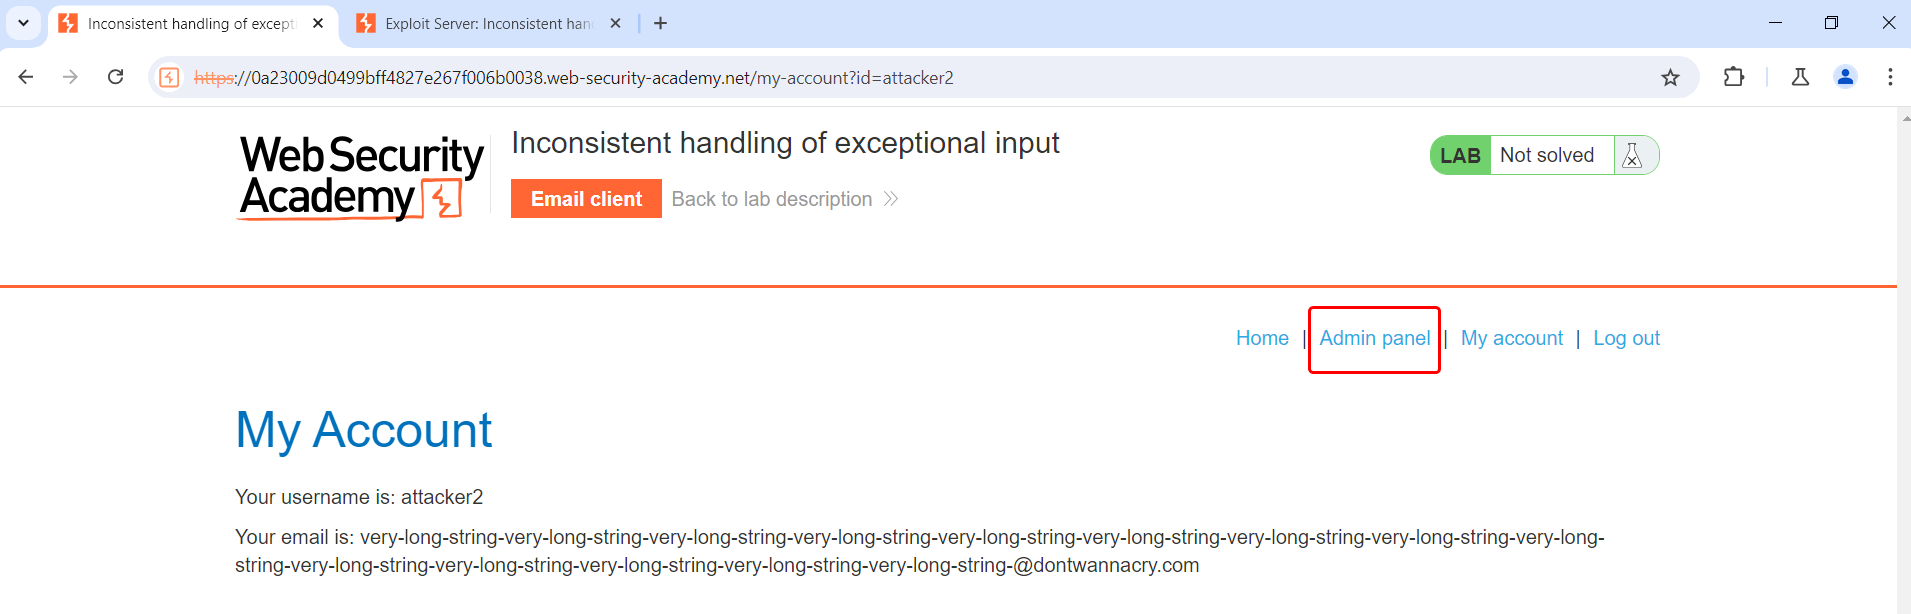 Inconsistent handling of except
Exploit Server: Inconsistent han
https://0a23009d0499bff4827e267f006b0038.web-security-academy.net/my-account?id=attacker2
Web Security
Academy
Inconsistent handling of exceptional input
Email client
Back to lab description
LAB Not solved
Home | Admin panel | My account | Log out
My Account
Your username is: attacker2
Your email is: very-long-string-very-long-string-very-long-string-very-long-string-very-long-string-very-long-string-very-long-string-very-long-string-very-long-
string-very-long-string-very-long-string-very-long-string-very-long-string-very-long-string-@dontwannacry.com